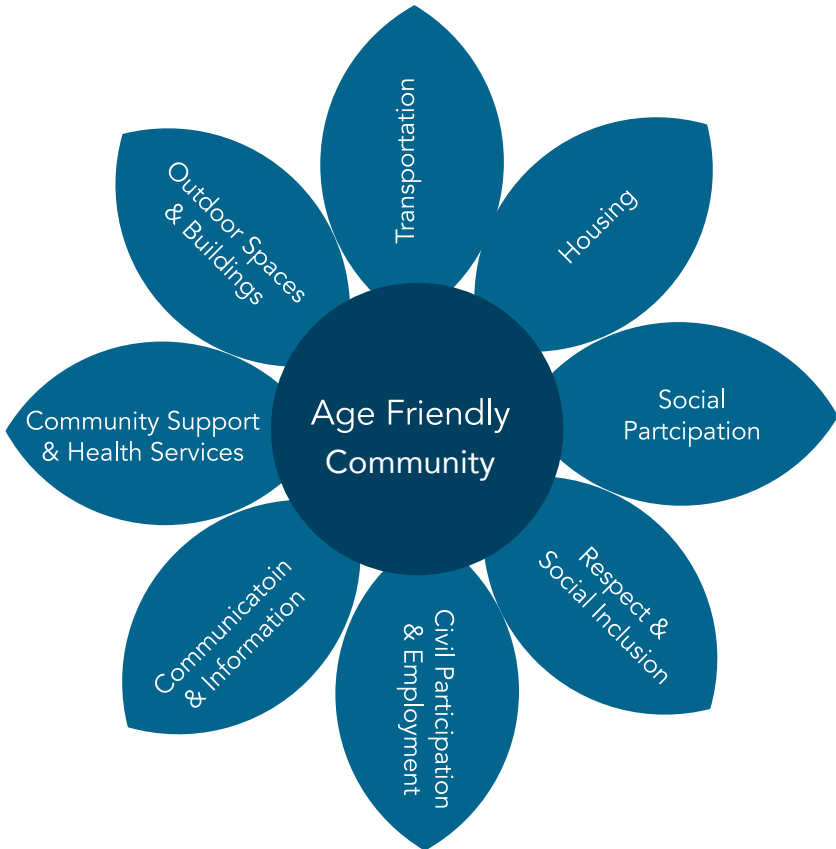 Transportation
Housing
Social
Partcipation
Respect &
Social Inclusion
Civil Participation
& Employment
Communicatoin
& Information
Community Support
& Health Services
Outdoor Spaces
& Buildings
Age Friendly
Community